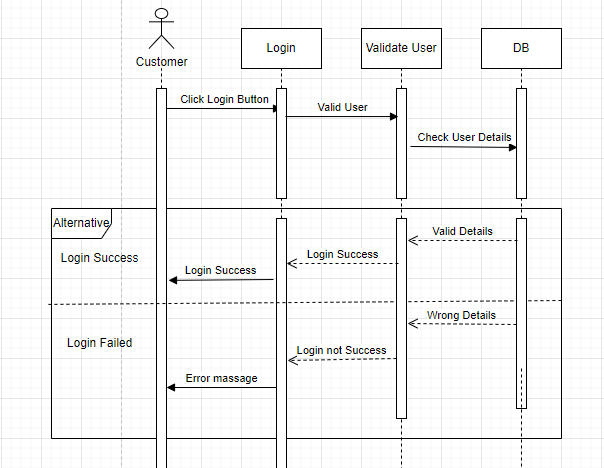 Login
Validate User
DB
Customer
Click Login Button
Valid User
Check User Details
Alternative
Valid Details
Login Success
Login Success
Login Success
Wrong Details
Login Failed
Login not Success
Error massage